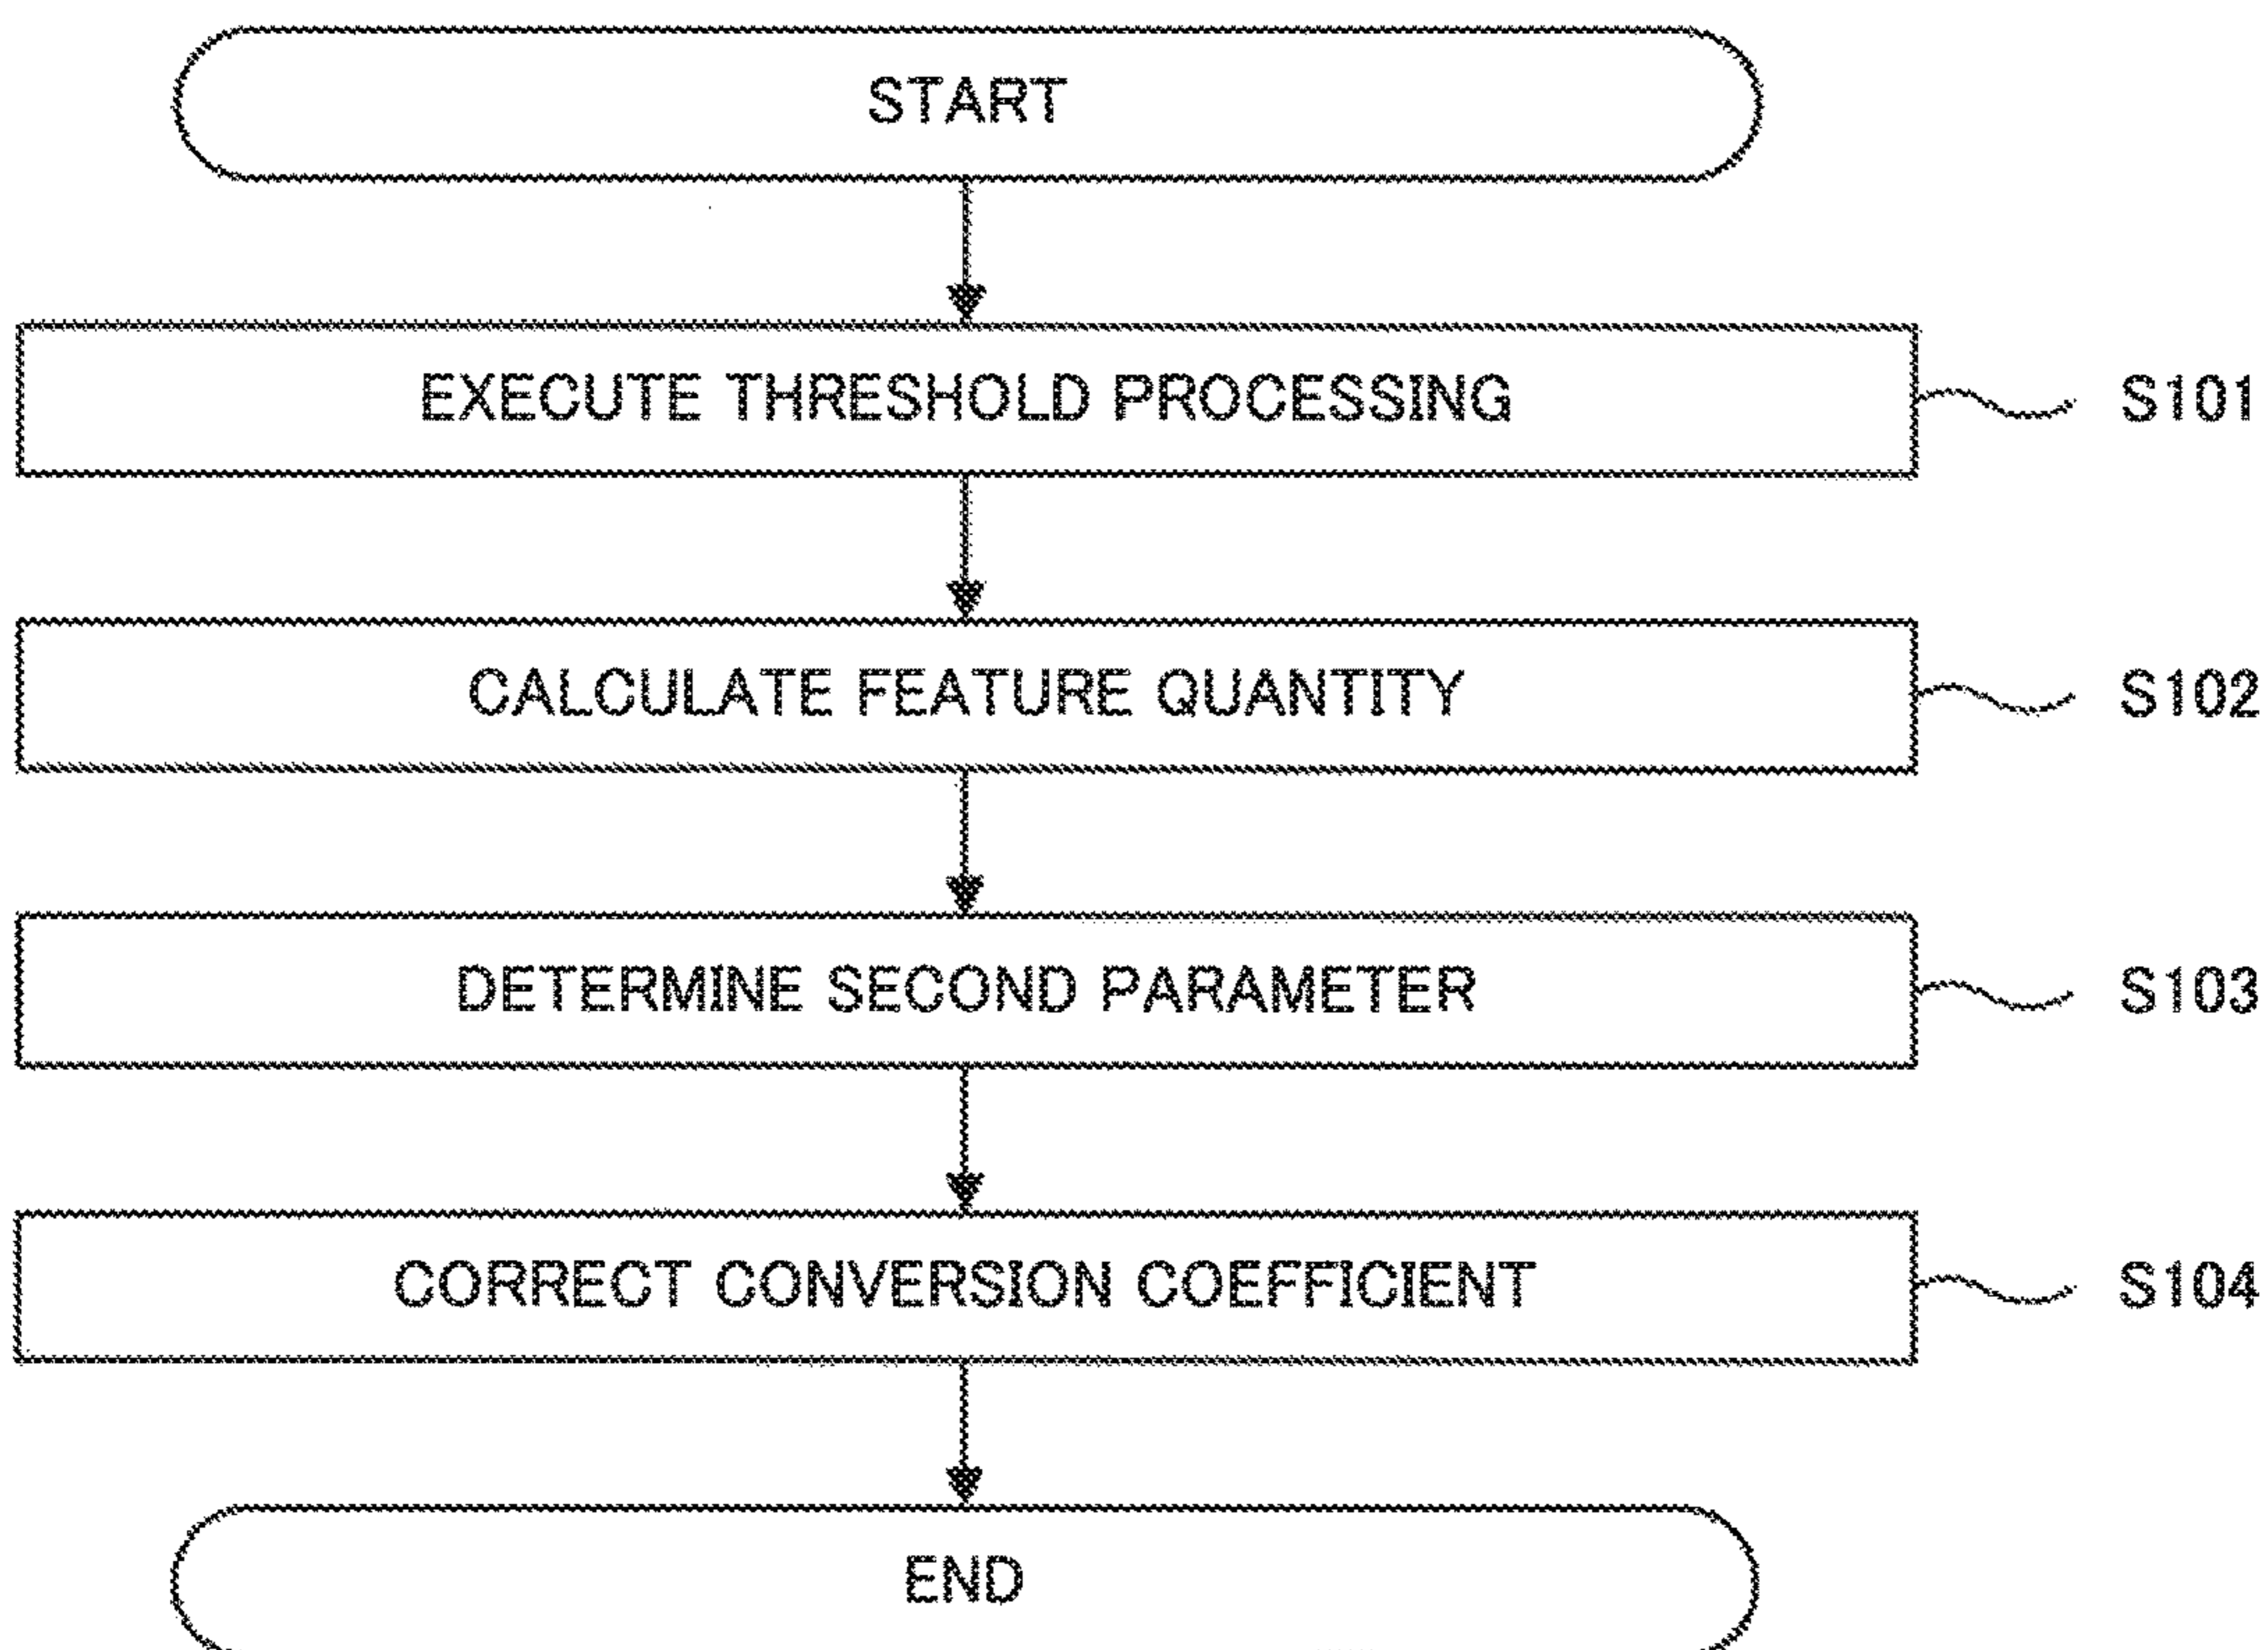 START
EXECUTE THRESHOLD PROCESSING S101
CALCULATE FEATURE QUANTITY S102
DETERMINE SECOND PARAMETER S103
CORRECT CONVERSION COEFFICIENT S104
END